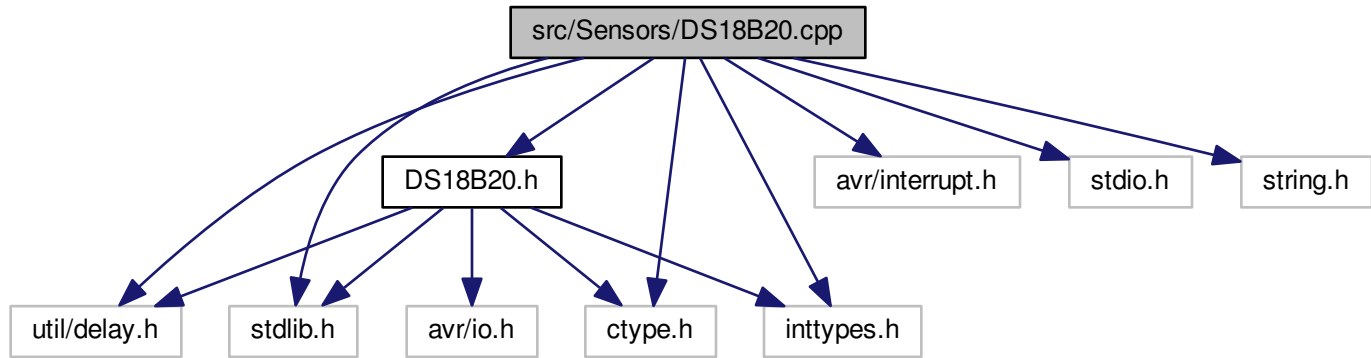 src/Sensors/DS18B20.cpp
DS18B20.h
avr/interrupt.h
stdio.h
string.h
util/delay.h
stdlib.h
avr/io.h
ctype.h
inttypes.h